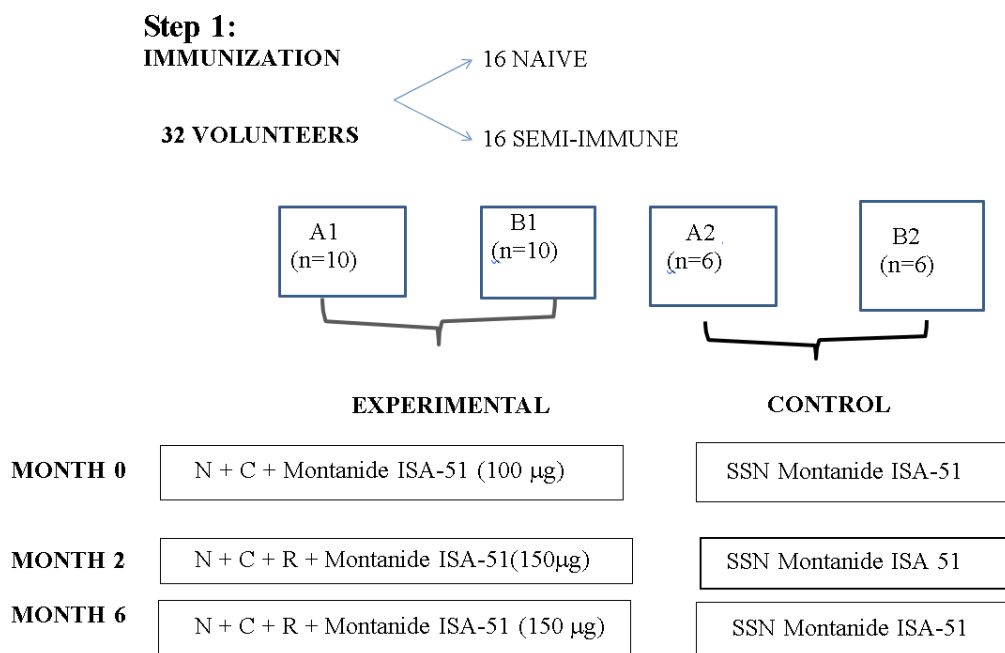 Step 1:
IMMUNIZATION
16 NAIVE
32 VOLUNTEERS
16 SEMI-IMMUNE
A1
(n=10)
B1
(n=10)
A2
(n=6)
B2
(n=6)
EXPERIMENTAL
CONTROL
MONTH 0
N + C + Montanide ISA-51 (100 µg)
SSN Montanide ISA-51
MONTH 2
N + C + R + Montanide ISA-51(150µg)
SSN Montanide ISA 51
MONTH 6
N + C + R + Montanide ISA-51 (150 µg)
SSN Montanide ISA-51